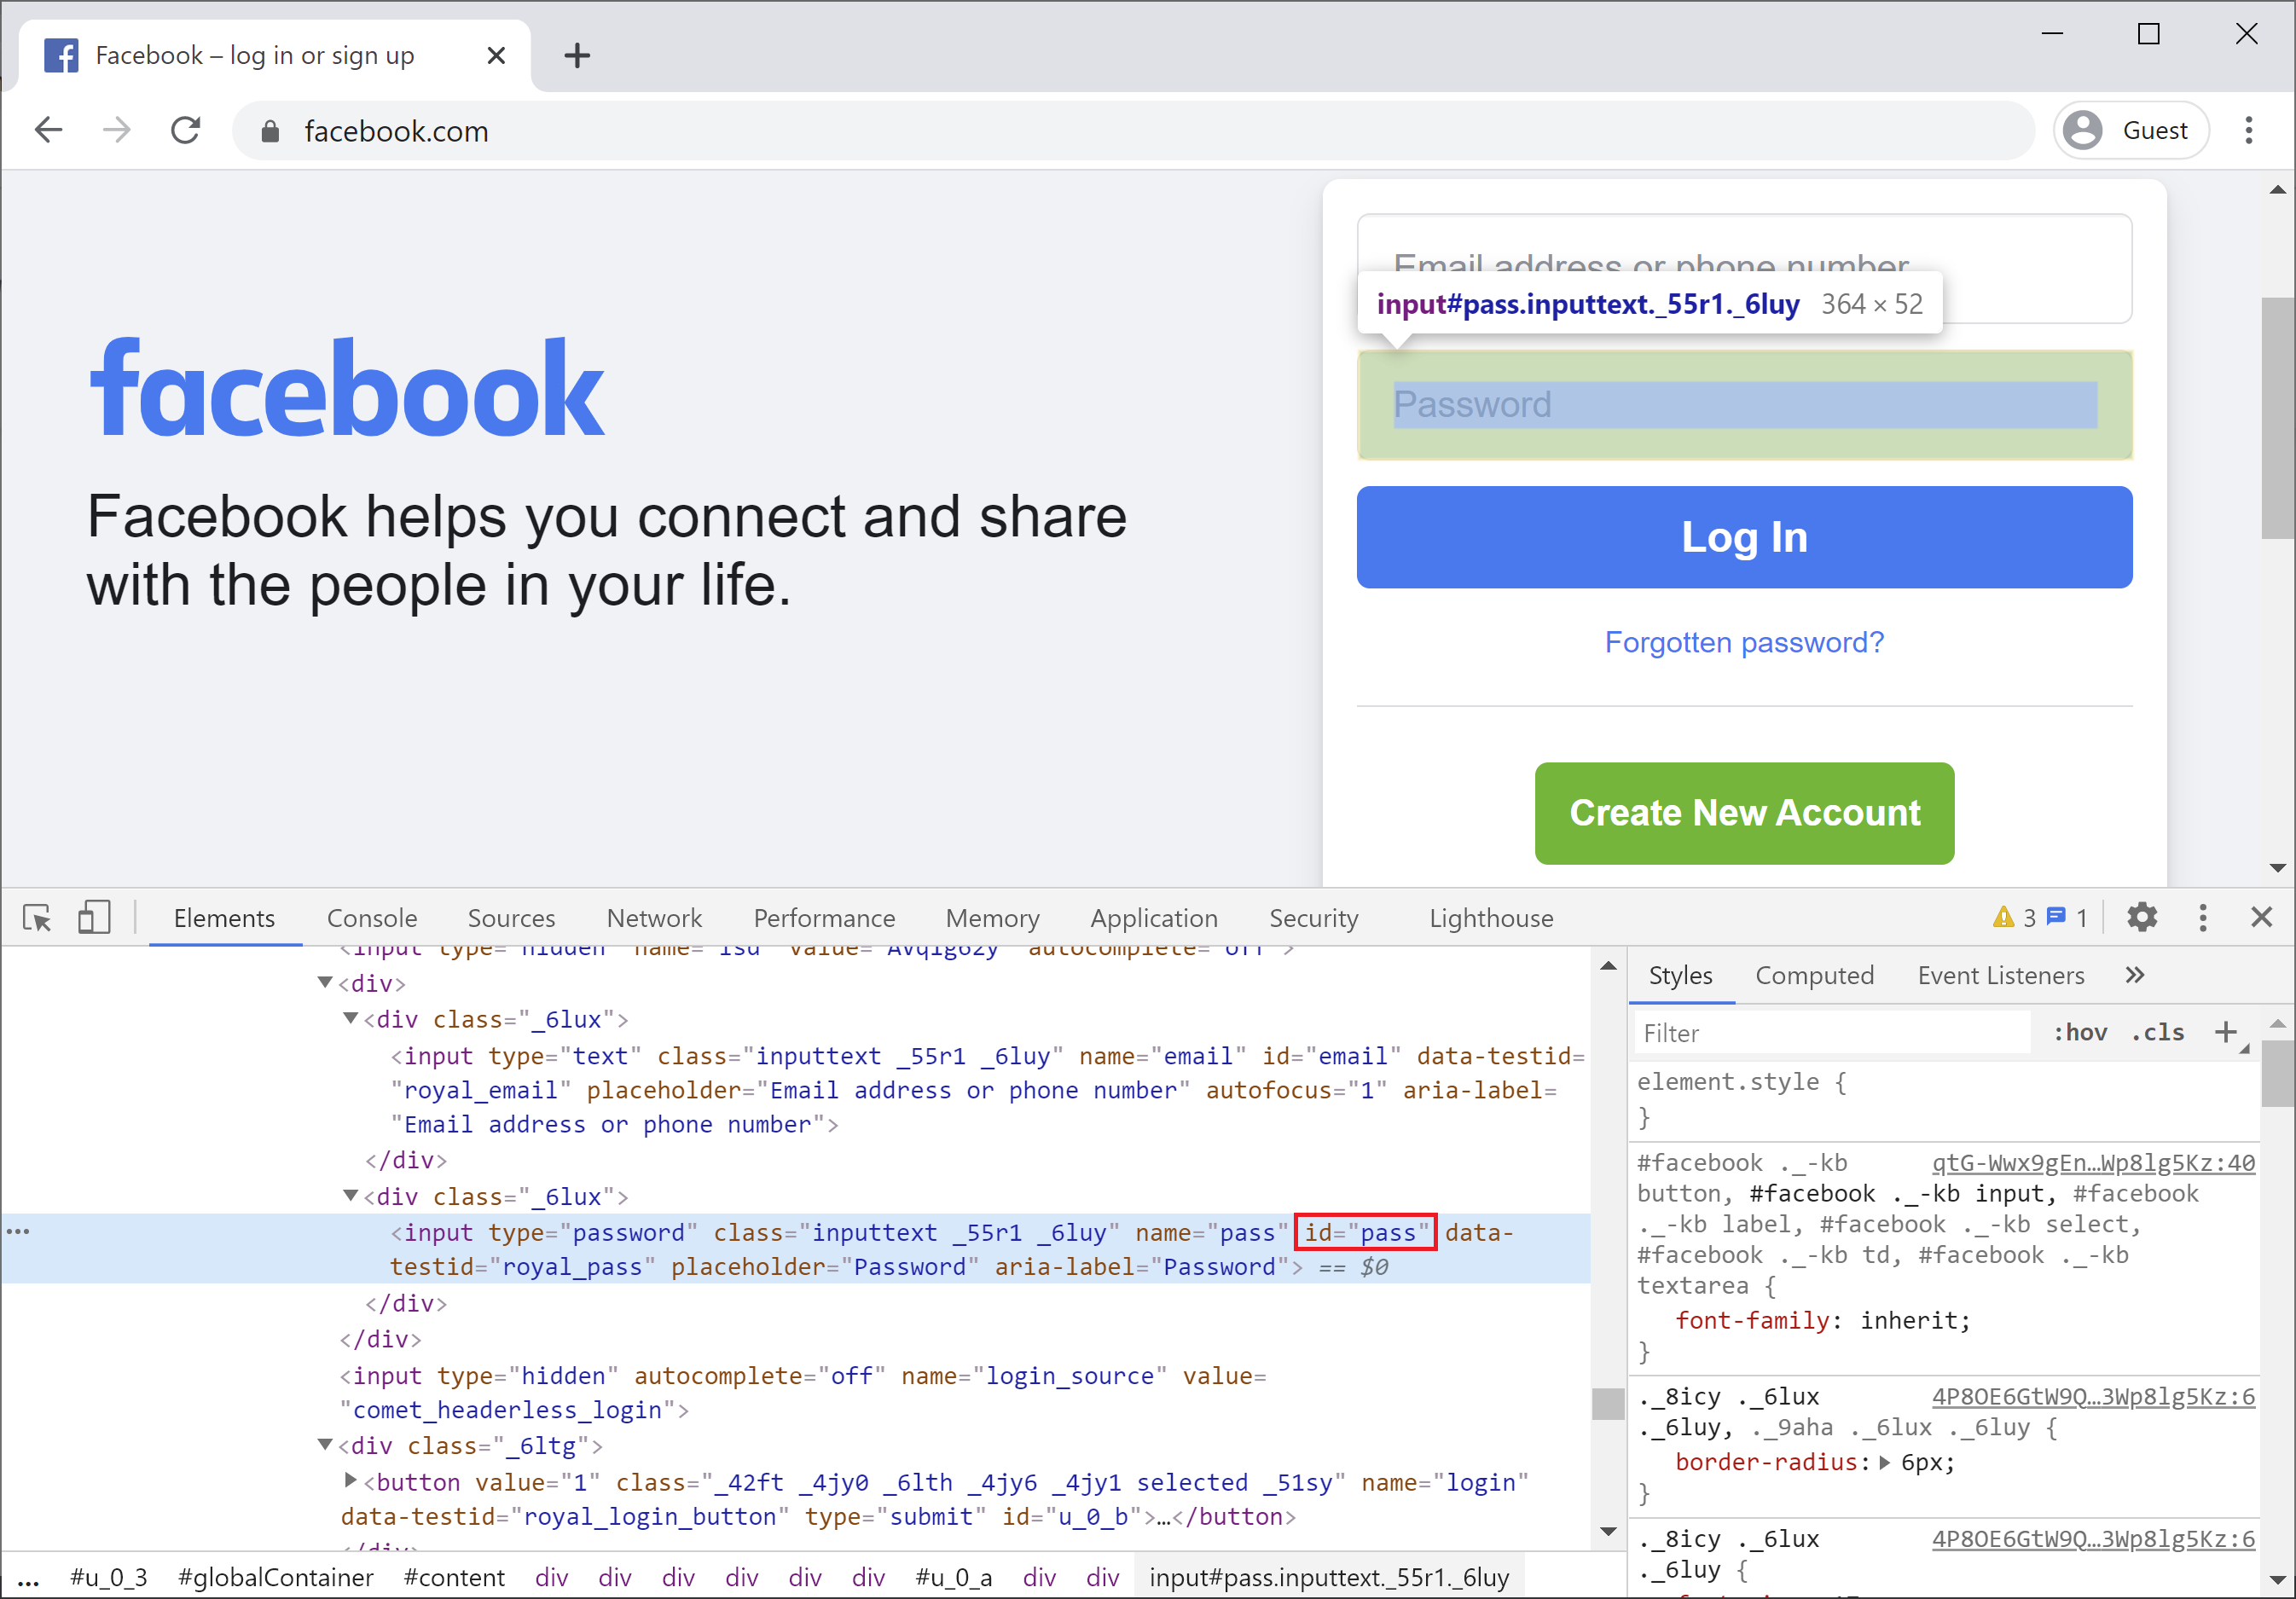 Facebook – log in or sign up
facebook.com
Guest
Email address or phone number
input#pass.inputtext._55r1._6luy 364 × 52
Password
facebook
Facebook helps you connect and share
with the people in your life.
Log In
Forgotten password?
Create New Account
Elements Console Sources Network Performance Memory Application Security Lighthouse 3 1
<input type="hidden" name="lsd" value="AVqIg62y" autocomplete="off">
<div>
<div class="_6lux">
<input type="text" class="inputtext _55r1 _6luy" name="email" id="email" data-testid=
"royal_email" placeholder="Email address or phone number" autofocus="1" aria-label=
"Email address or phone number">
</div>
<div class="_6lux">
<input type="password" class="inputtext _55r1 _6luy" name="pass" id="pass" data-
testid="royal_pass" placeholder="Password" aria-label="Password"> == $0
</div>
</div>
<input type="hidden" autocomplete="off" name="login_source" value=
"comet_headerless_login">
<div class="_6ltg">
<button value="1" class="_42ft _4jy0 _6lth _4jy6 _4jy1 selected _51sy" name="login"
data-testid="royal_login_button" type="submit" id="u_0_b">…</button>
</div>
... #u_0_3 #globalContainer #content div div div div div div #u_0_a div div input#pass.inputtext._55r1._6luy
Styles Computed Event Listeners »
Filter :hov .cls +
element.style {
}
#facebook ._-kb qtG-Wwx9gEn…Wp8lg5Kz:40
button, #facebook ._-kb input, #facebook
._-kb label, #facebook ._-kb select,
#facebook ._-kb td, #facebook ._-kb
textarea {
font-family: inherit;
}
._8icy ._6lux 4P8OE6GtW9Q…3Wp8lg5Kz:6
._6luy, ._9aha ._6lux ._6luy {
border-radius: 6px;
}
._8icy ._6lux 4P8OE6GtW9Q…3Wp8lg5Kz:6
._6luy {